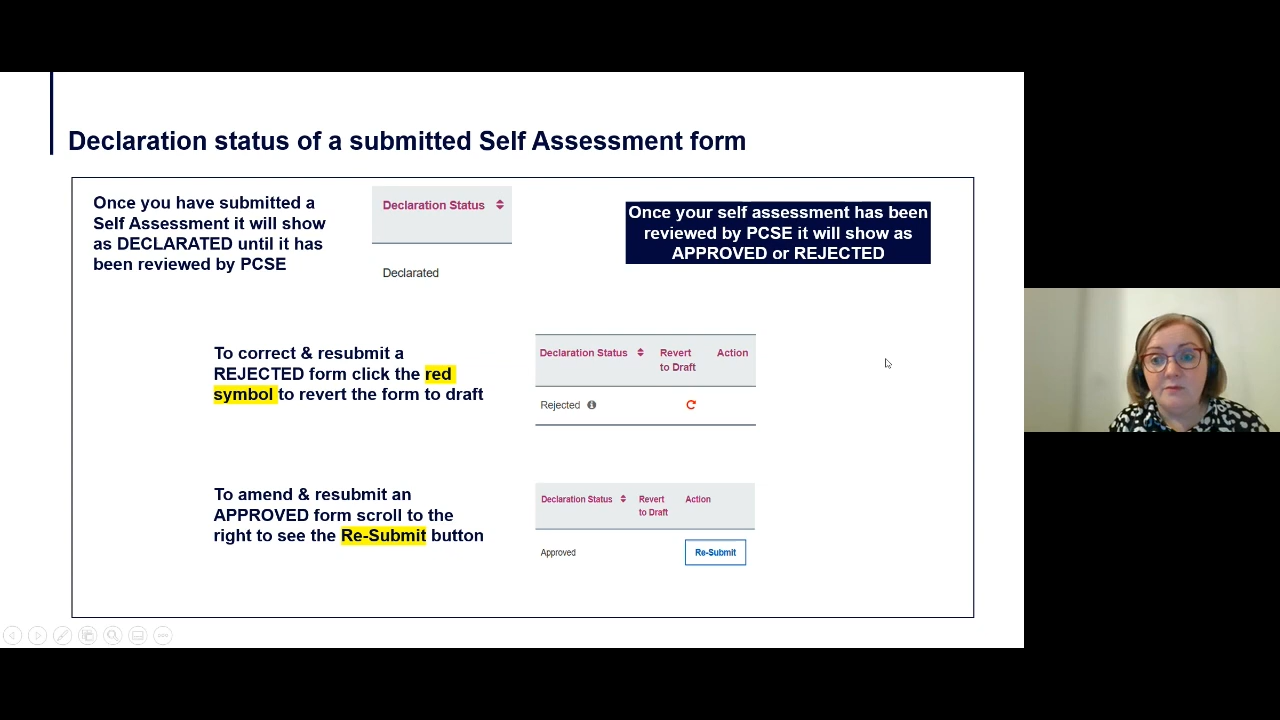 Declaration status of a submitted Self Assessment form
Once you have submitted a
Self Assessment it will show
as DECLARATED until it has
been reviewed by PCSE
Declaration Status
Declarated
Once your self assessment has been
reviewed by PCSE it will show as
APPROVED or REJECTED
To correct & resubmit a
REJECTED form click the red
symbol to revert the form to draft
Declaration Status Revert Action
to Draft
Rejected
To amend & resubmit an
APPROVED form scroll to the
right to see the Re-Submit button
Declaration Status Revert Action
to Draft
Approved Re-Submit